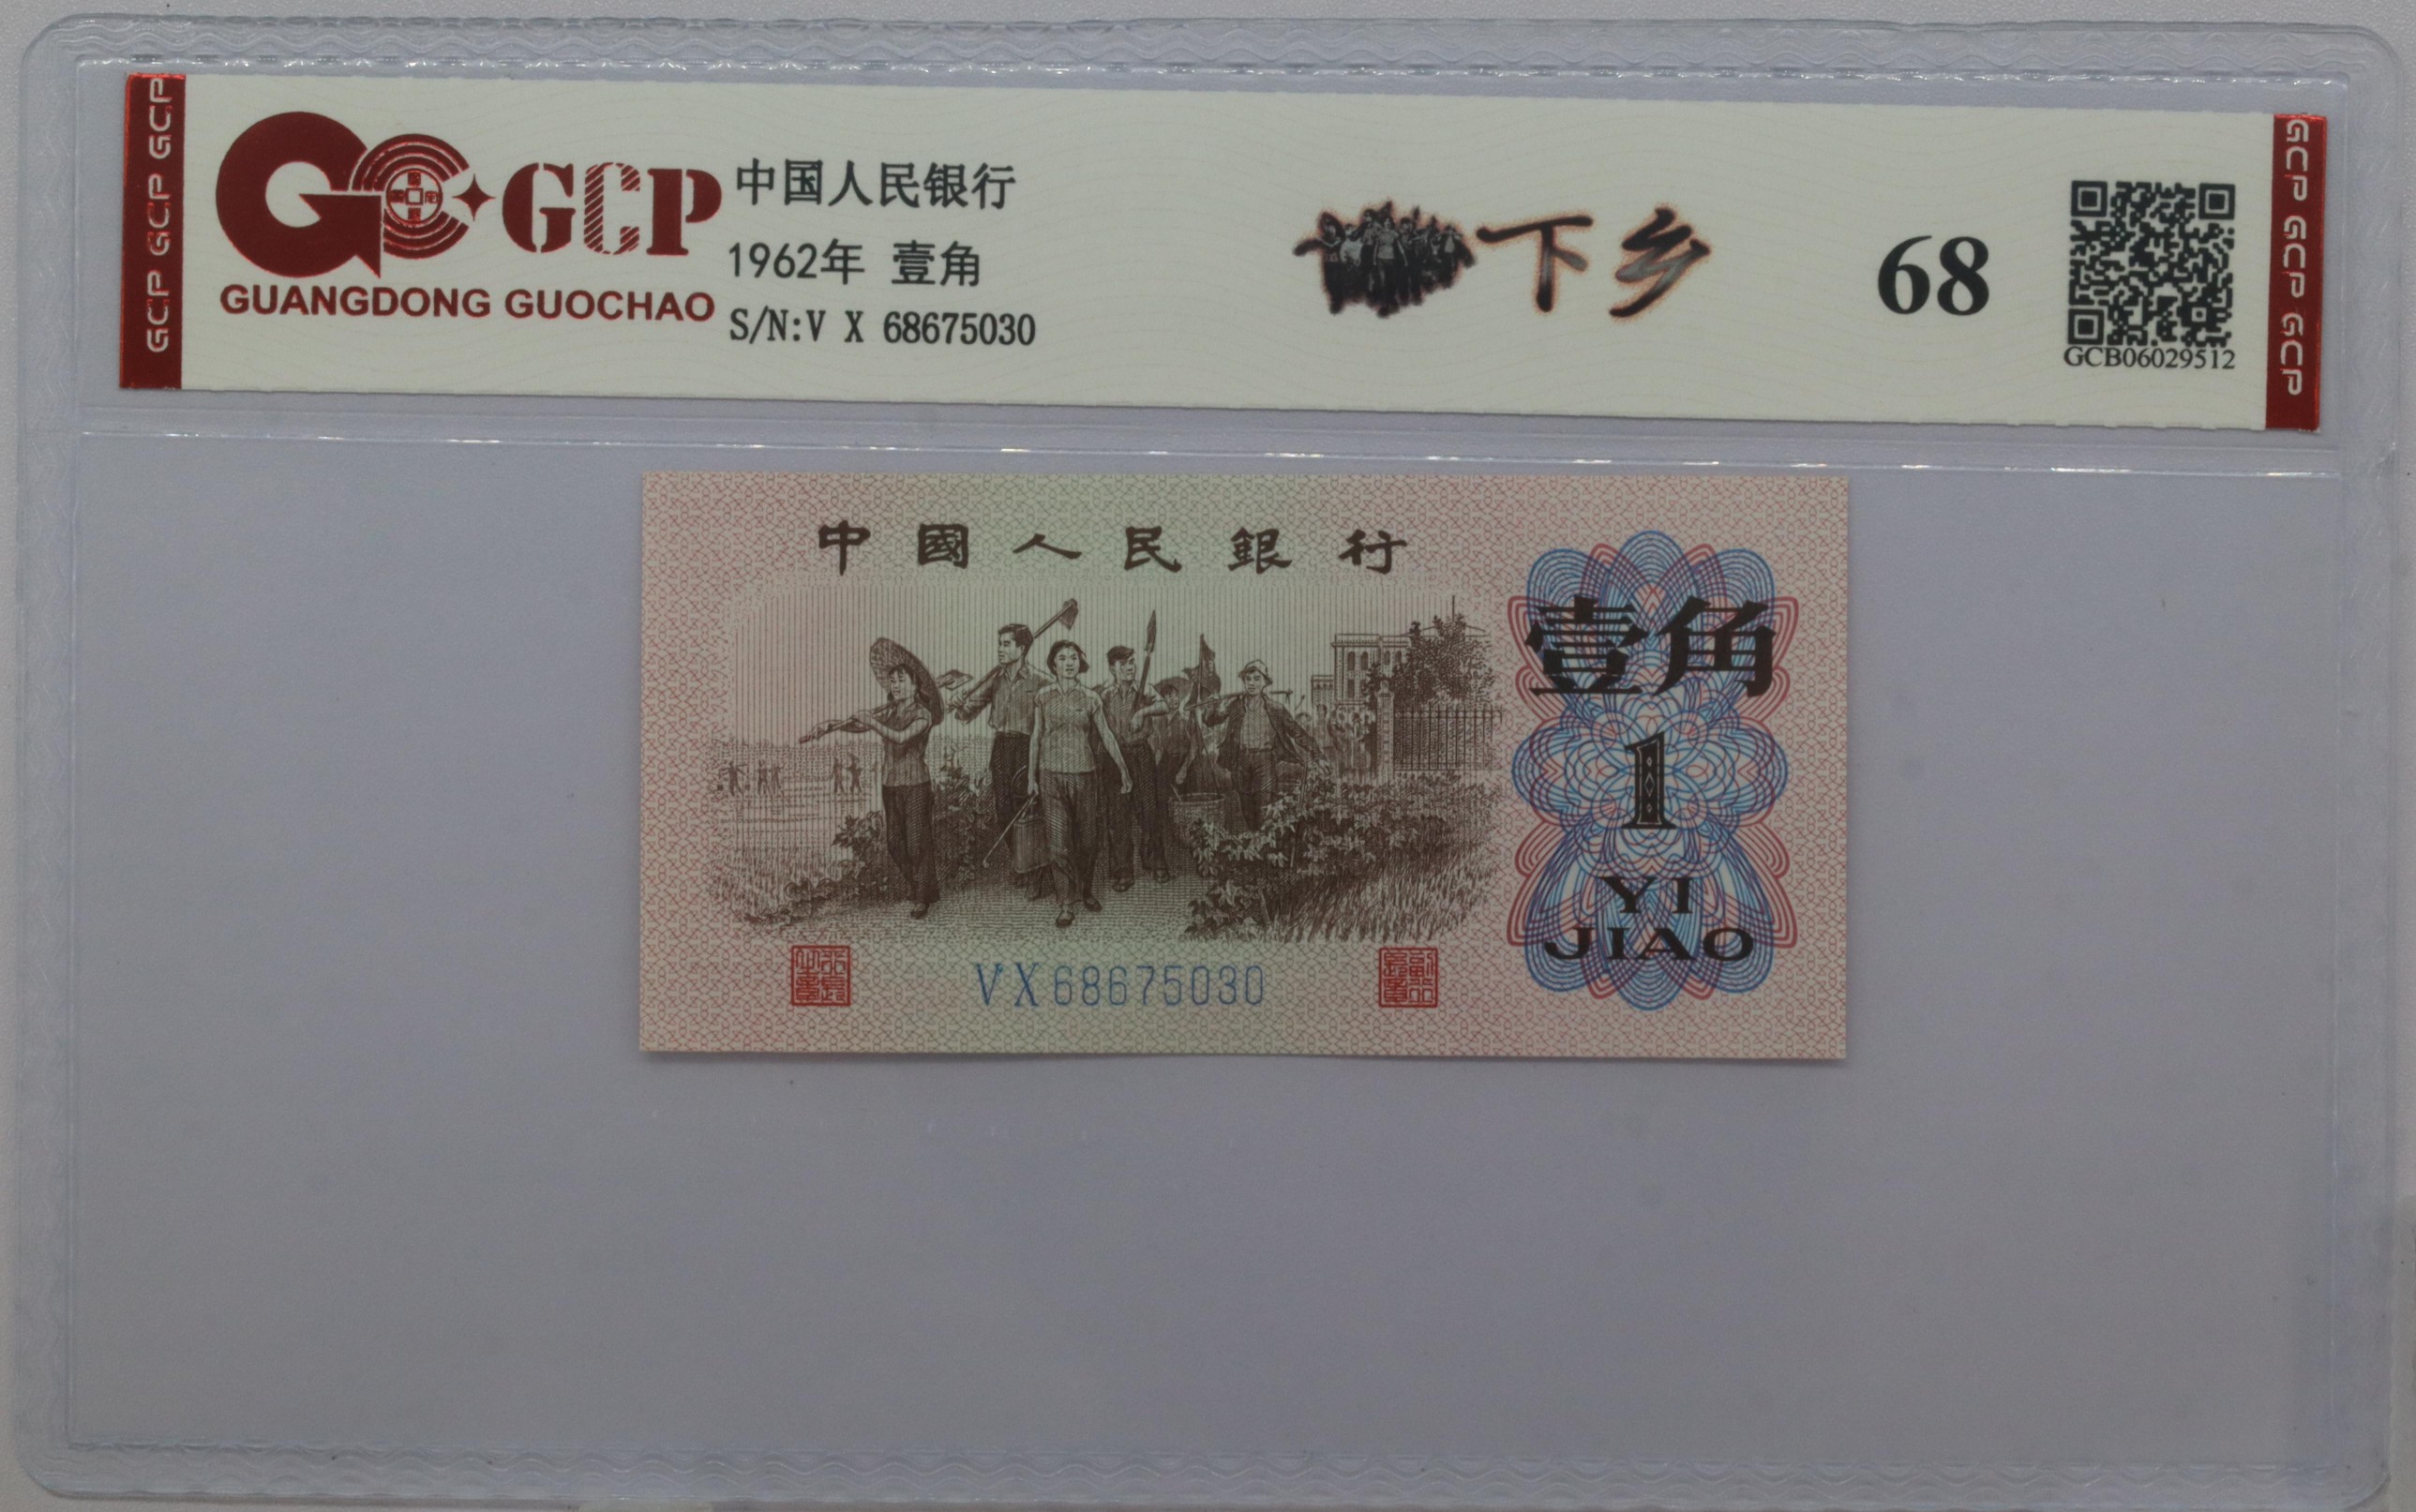 GCP GCP GCP
GCP
GUANGDONG GUOCHAO
中国人民银行
1962年 壹角
S/N:V X 68675030
下乡
68
GCB06029512
GCP GCP GCP
中國人民銀行
壹角
1
YI
JIAO
VX68675030